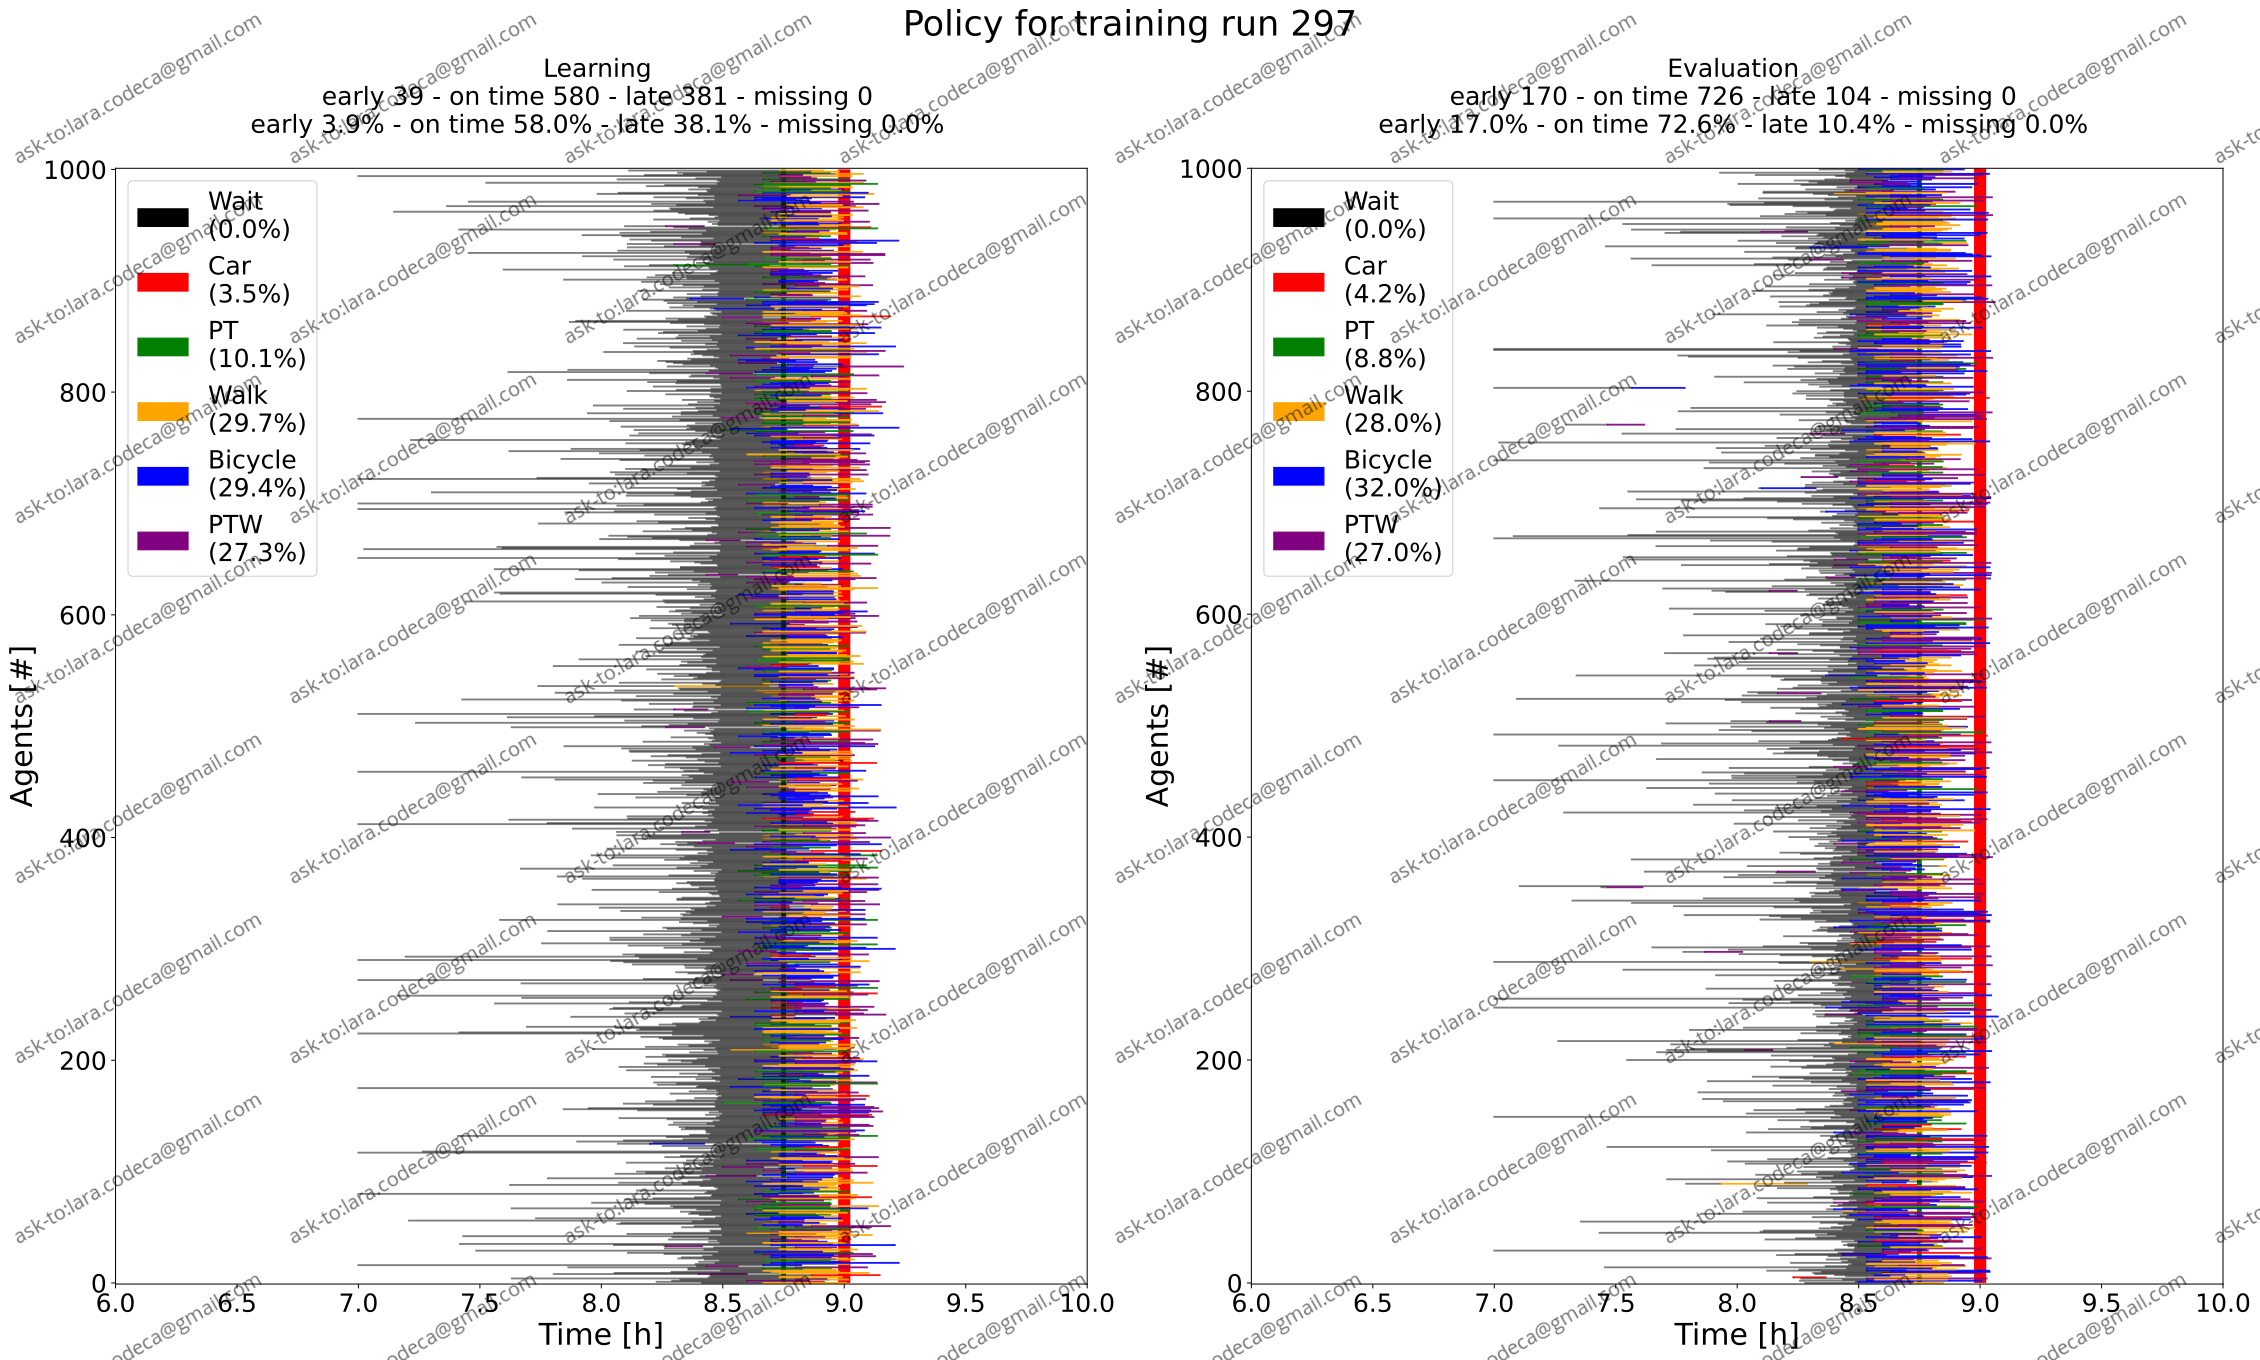 Policy for training run 297
Learning
early 39 - on time 580 - late 381 - missing 0
early 3.9% - on time 58.0% - late 38.1% - missing 0.0%
Evaluation
early 170 - on time 726 - late 104 - missing 0
early 17.0% - on time 72.6% - late 10.4% - missing 0.0%
1000
800
600
400
200
0
Agents [#]
Wait
(0.0%)
Car
(3.5%)
PT
(10.1%)
Walk
(29.7%)
Bicycle
(29.4%)
PTW
(27.3%)
6.0 6.5 7.0 7.5 8.0 8.5 9.0 9.5 10.0
Time [h]
1000
800
600
400
200
0
Agents [#]
Wait
(0.0%)
Car
(4.2%)
PT
(8.8%)
Walk
(28.0%)
Bicycle
(32.0%)
PTW
(27.0%)
6.0 6.5 7.0 7.5 8.0 8.5 9.0 9.5 10.0
Time [h]
ask-to:lara.codeca@gmail.com